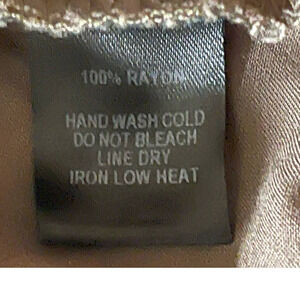 100% RAYON
HAND WASH COLD
DO NOT BLEACH
LINE DRY
IRON LOW HEAT